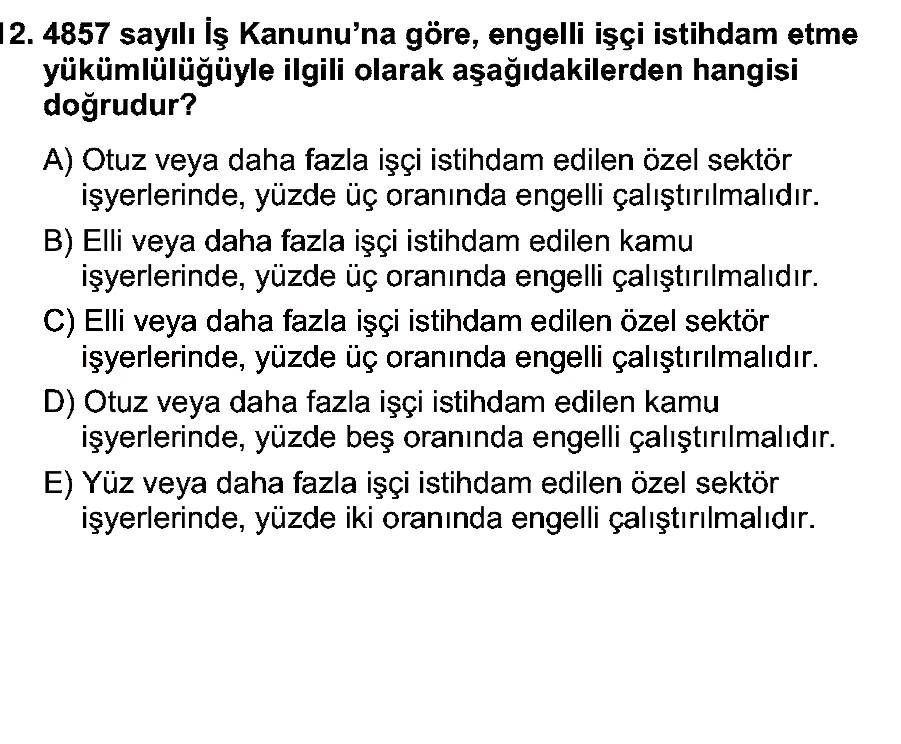 12. 4857 sayılı İş Kanunu’na göre, engelli işçi istihdam etme
yükümlülüğüyle ilgili olarak aşağıdakilerden hangisi
doğrudur?
A) Otuz veya daha fazla işçi istihdam edilen özel sektör
işyerlerinde, yüzde üç oranında engelli çalıştırılmalıdır.
B) Elli veya daha fazla işçi istihdam edilen kamu
işyerlerinde, yüzde üç oranında engelli çalıştırılmalıdır.
C) Elli veya daha fazla işçi istihdam edilen özel sektör
işyerlerinde, yüzde üç oranında engelli çalıştırılmalıdır.
D) Otuz veya daha fazla işçi istihdam edilen kamu
işyerlerinde, yüzde beş oranında engelli çalıştırılmalıdır.
E) Yüz veya daha fazla işçi istihdam edilen özel sektör
işyerlerinde, yüzde iki oranında engelli çalıştırılmalıdır.